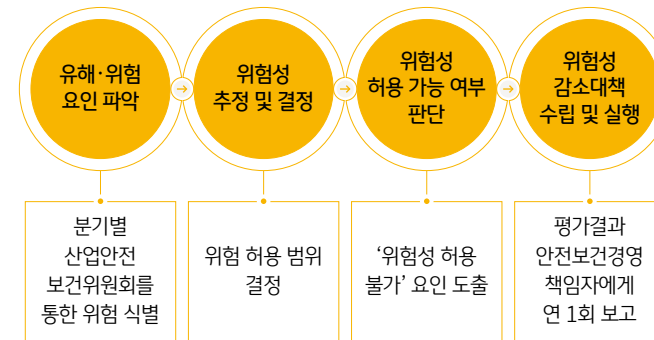 유해·위험
요인 파악
위험성
추정 및 결정
위험성
허용 가능 여부
판단
위험성
감소대책
수립 및 실행
분기별
산업안전
보건위원회를
통한 위험 식별
위험 허용 범위
결정
‘위험성 허용
불가’ 요인 도출
평가결과
안전보건경영
책임자에게
연 1회 보고